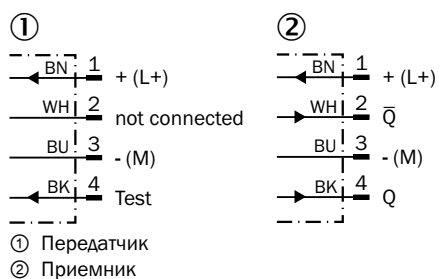 ① ②
BN 1 + (L+)
WH 2 not connected
BU 3 - (M)
BK 4 Test
BN 1 + (L+)
WH 2 Q̅
BU 3 - (M)
BK 4 Q
① Передатчик
② Приемник